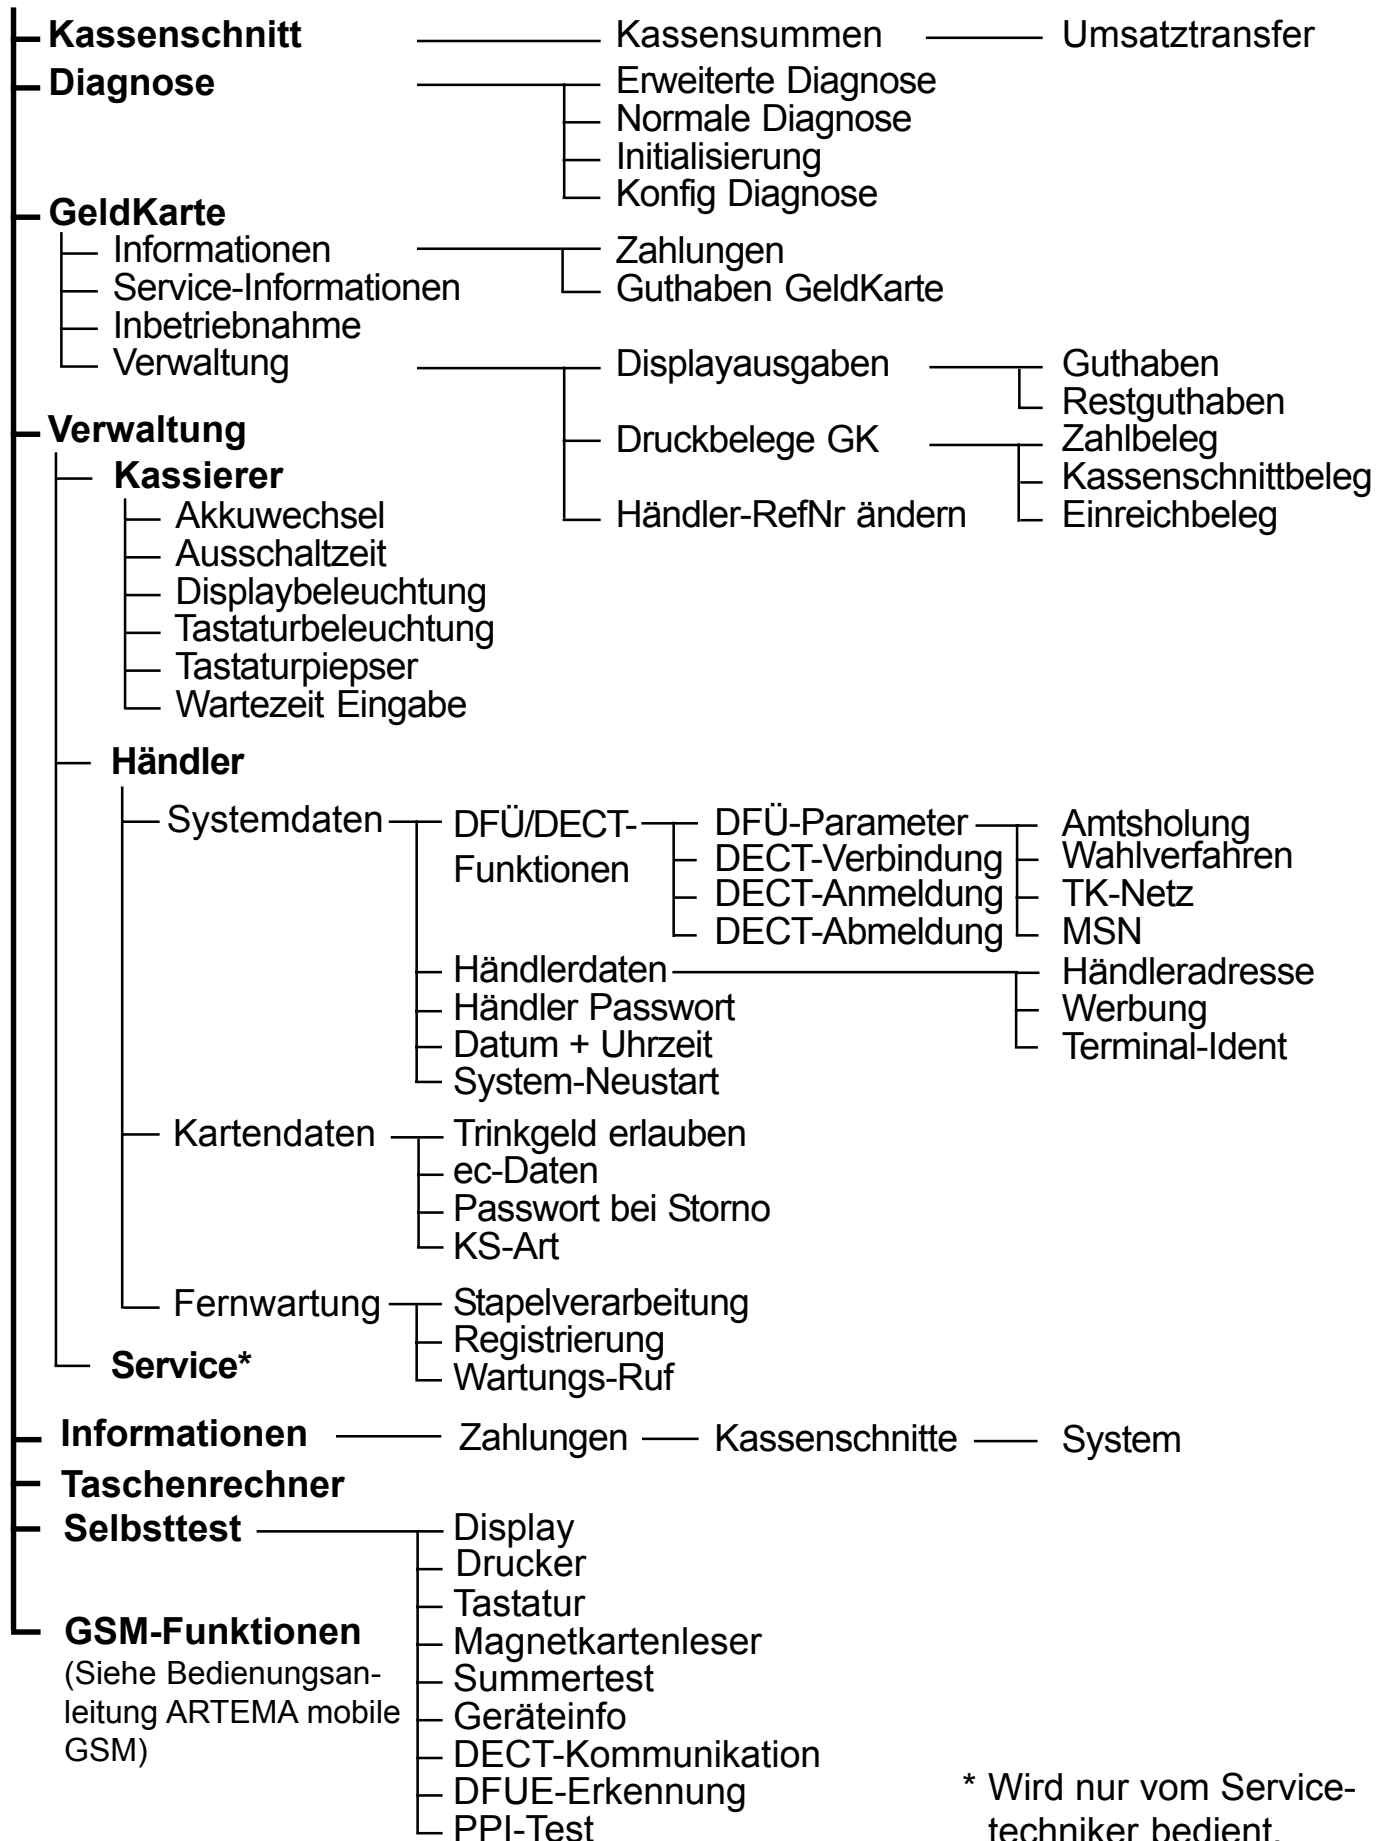 Kassenschnitt Kassensummen Umsatztransfer
Diagnose Erweiterte Diagnose
Normale Diagnose
Initialisierung
Konfig Diagnose
GeldKarte
Informationen Zahlungen
Service-Informationen Guthaben GeldKarte
Inbetriebnahme
Verwaltung Displayausgaben Guthaben
Restguthaben
Verwaltung Druckbelege GK Zahlbeleg
Kassierer Kassenschnittbeleg
Akkuwechsel Händler-RefNr ändern Einreichbeleg
Ausschaltzeit
Displaybeleuchtung
Tastaturbeleuchtung
Tastaturpiepser
Wartezeit Eingabe
Händler
Systemdaten DFÜ/DECT- DFÜ-Parameter Amtsholung
Funktionen DECT-Verbindung Wahlverfahren
DECT-Anmeldung TK-Netz
DECT-Abmeldung MSN
Händlerdaten Händleradresse
Händler Passwort Werbung
Datum + Uhrzeit Terminal-Ident
System-Neustart
Kartendaten Trinkgeld erlauben
ec-Daten
Passwort bei Storno
KS-Art
Fernwartung Stapelverarbeitung
Registrierung
Service* Wartungs-Ruf
Informationen Zahlungen Kassenschnitte System
Taschenrechner
Selbsttest Display
Drucker
Tastatur
GSM-Funktionen Magnetkartenleser
(Siehe Bedienungsan- Summertest
leitung ARTEMA mobile Geräteinfo
GSM) DECT-Kommunikation
DFUE-Erkennung * Wird nur vom Service-
PPI-Test techniker bedient.